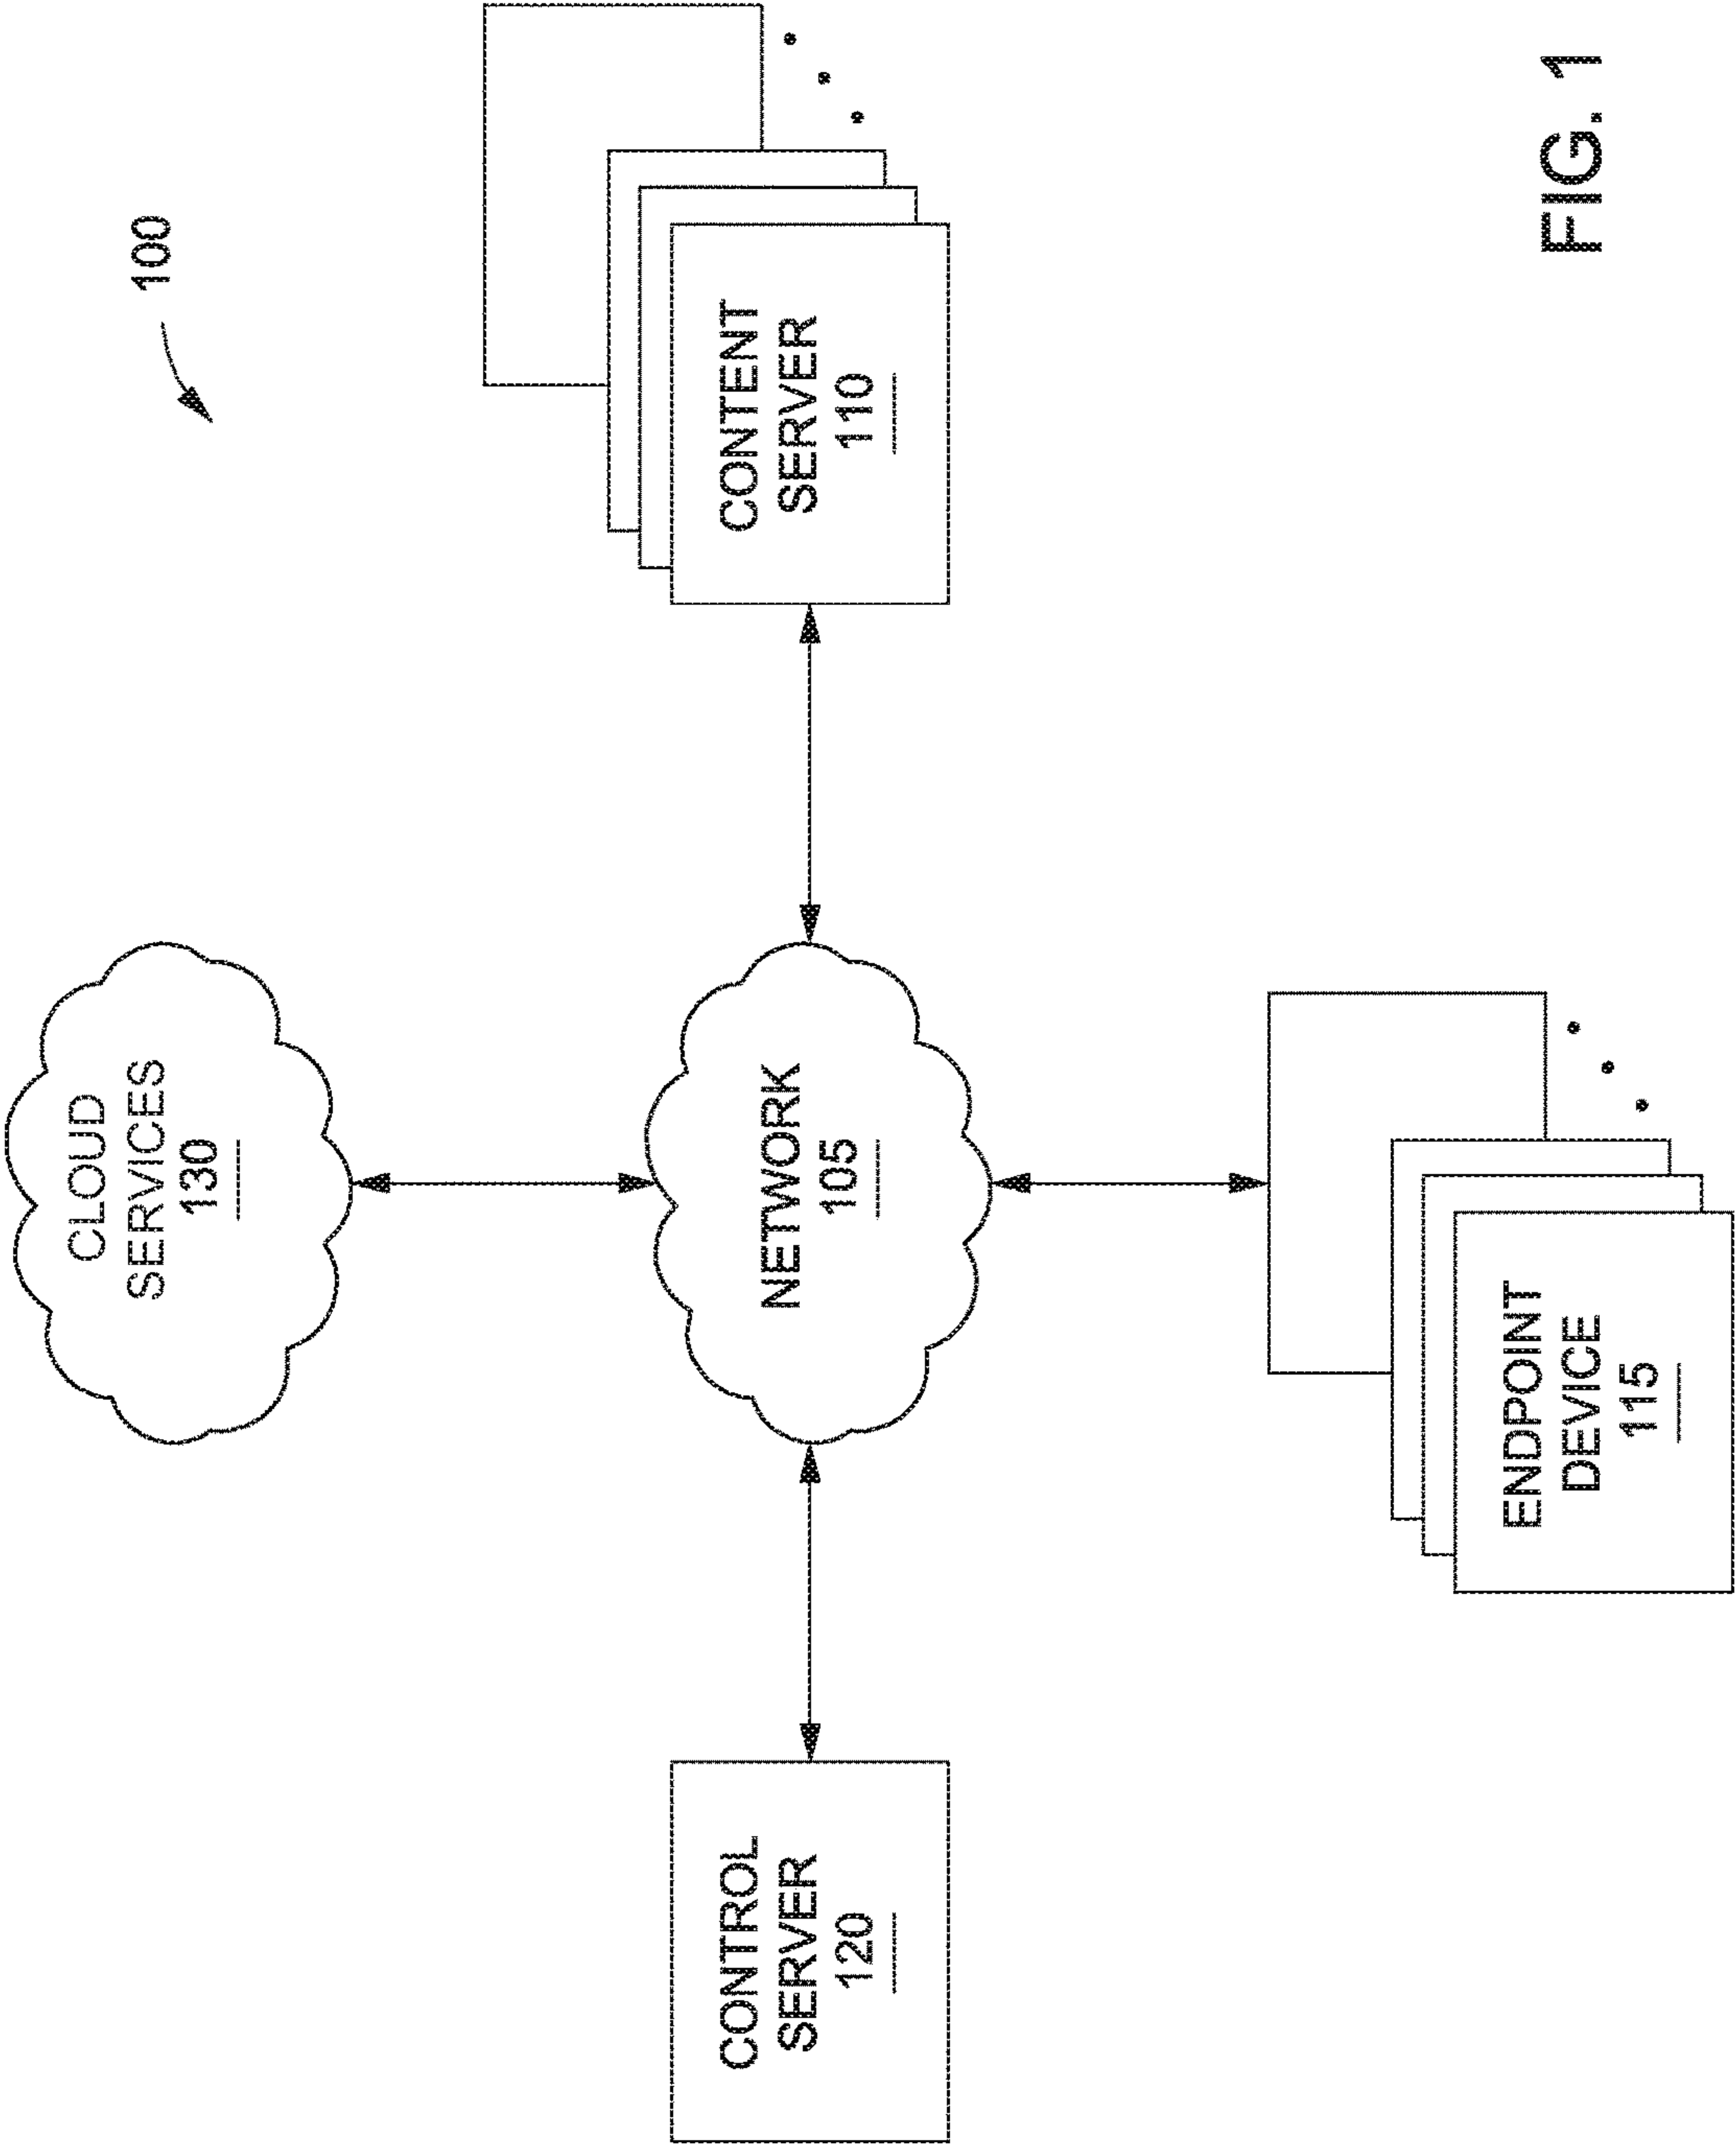 100
CLOUD
SERVICES
130
CONTROL
SERVER
120
NETWORK
105
CONTENT
SERVER
110
ENDPOINT
DEVICE
115
FIG. 1